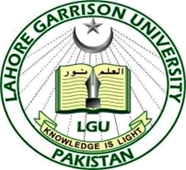 LAHORE GARRISON UNIVERSITY
العلم نور
LGU
KNOWLEDGE IS LIGHT
PAKISTAN